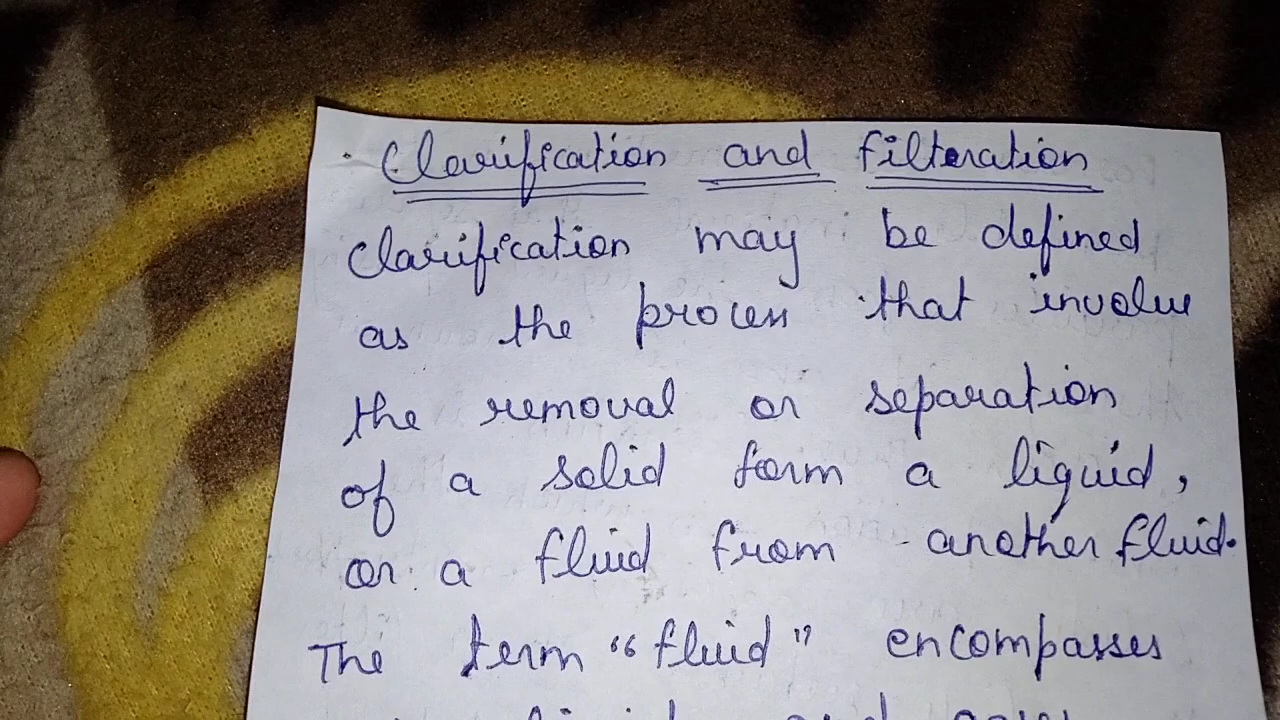 Clarification and filteration
Clarification may be defined
as the process that involve
the removal or separation
of a solid form a liquid,
or a fluid from another fluid.
The term "fluid" encompasses